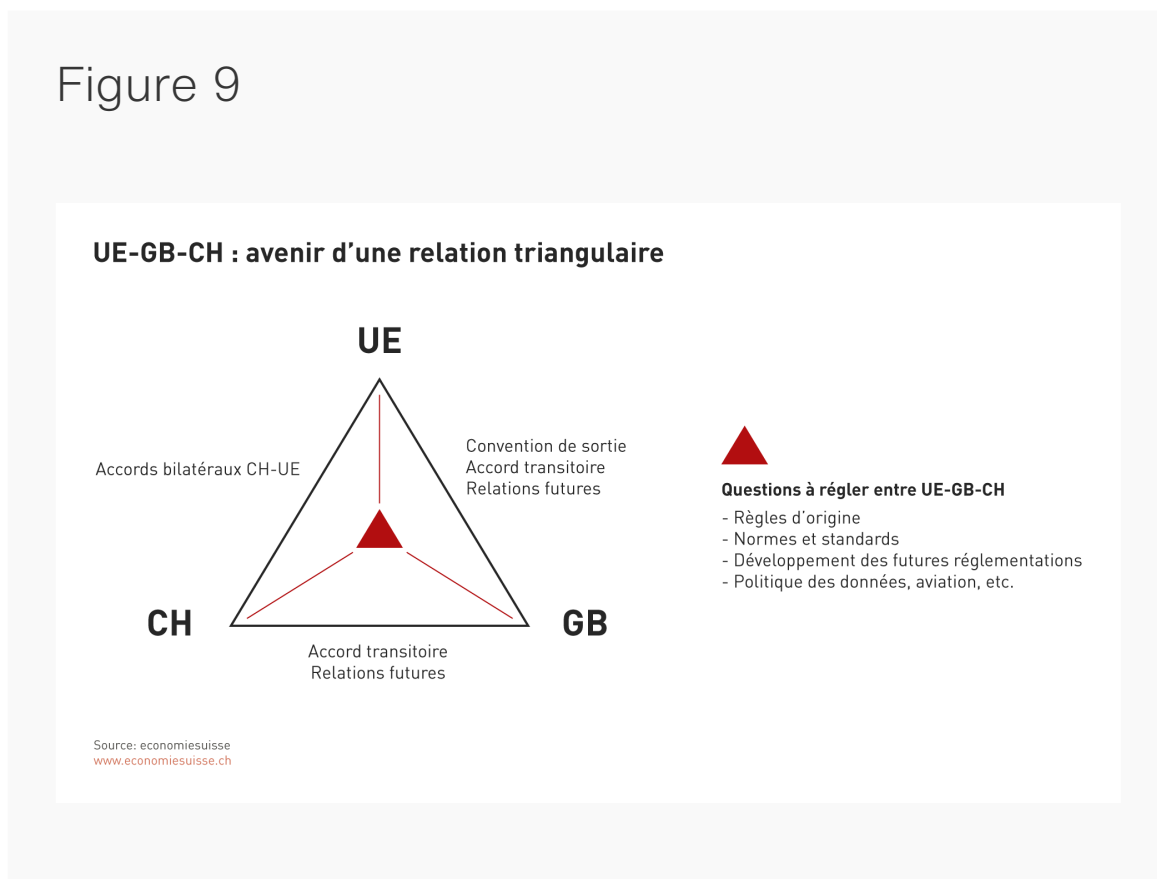 Figure 9
UE-GB-CH : avenir d’une relation triangulaire
UE
Accords bilatéraux CH-UE
Convention de sortie
Accord transitoire
Relations futures
CH
GB
Accord transitoire
Relations futures
Questions à régler entre UE-GB-CH
- Règles d’origine
- Normes et standards
- Développement des futures réglementations
- Politique des données, aviation, etc.
Source: economiesuisse
www.economiesuisse.ch